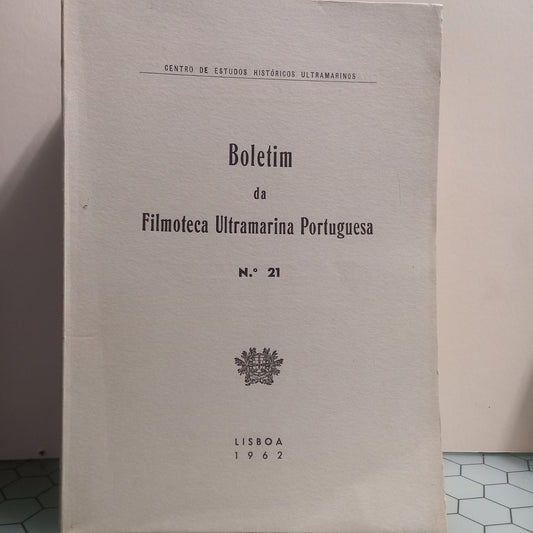 CENTRO DE ESTUDOS HISTÓRICOS ULTRAMARINOS
Boletim
da
Filmoteca Ultramarina Portuguesa
N.º 21
LISBOA
1962